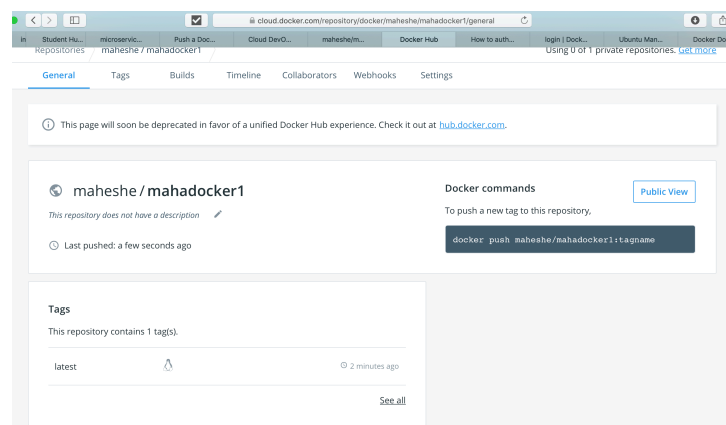 cloud.docker.com/repository/docker/maheshe/mahadocker1/general
in Student Hu... microservic... Push a Doc... Cloud DevO... maheshe/m... Docker Hub How to auth... login | Dock... Ubuntu Man... Docker Do
Repositories maheshe / mahadocker1 Using 0 of 1 private repositories. Get more
General Tags Builds Timeline Collaborators Webhooks Settings
This page will soon be deprecated in favor of a unified Docker Hub experience. Check it out at hub.docker.com.
maheshe / mahadocker1
This repository does not have a description
Last pushed: a few seconds ago
Docker commands
Public View
To push a new tag to this repository,
docker push maheshe/mahadocker1:tagname
Tags
This repository contains 1 tag(s).
latest 2 minutes ago
See all